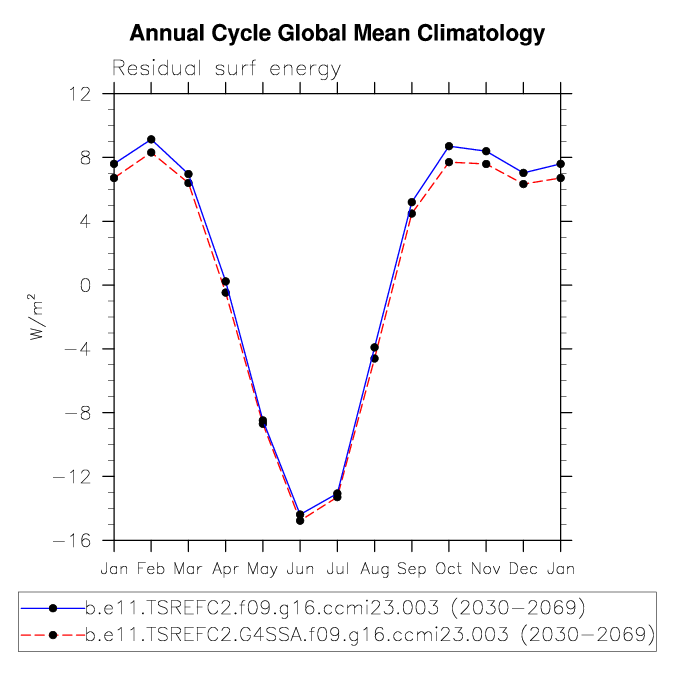 Annual Cycle Global Mean Climatology
Residual surf energy
12
8
4
0
−4
−8
−12
−16
W/m²
Jan Feb Mar Apr May Jun Jul Aug Sep Oct Nov Dec Jan
b.e11.TSREFC2.f09.g16.ccmi23.003 (2030−2069)
b.e11.TSREFC2.G4SSA.f09.g16.ccmi23.003 (2030−2069)